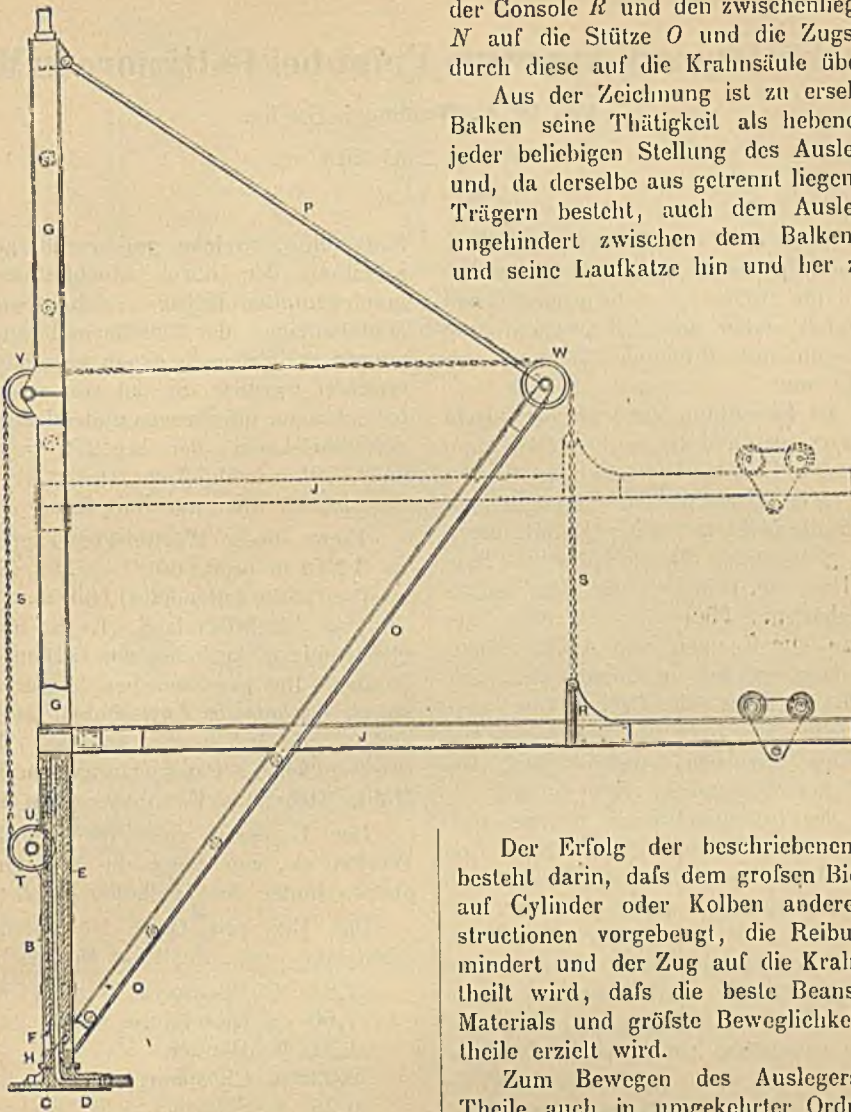 der Console R und den zwischenlieg
N auf die Stütze O und die Zugs
durch diese auf die Krahnsäule übe
Aus der Zeichnung ist zu erseh
Balken seine Thätigkeit als hebend
jeder beliebigen Stellung des Ausle
und, da derselbe aus getrennt liegen
Trägern besteht, auch dem Ausle
ungehindert zwischen dem Balken
und seine Laufkatze hin und her z
P
G
G
V
W
J
S
S
O
G
R
J
U
O
T
E
B
O
F
H
C D
Der Erfolg der beschriebenen
besteht darin, dafs dem grofsen Bie
auf Cylinder oder Kolben andere
structionen vorgebeugt, die Reibu
mindert und der Zug auf die Krah
theilt wird, dafs die beste Beans
Materials und gröfste Beweglichke
theile erzielt wird.
Zum Bewegen des Auslegers
Theile auch in umgekehrter Ordn